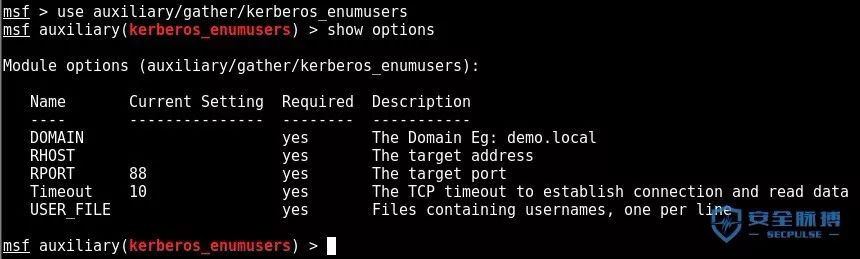 msf > use auxiliary/gather/kerberos_enumusers
msf auxiliary(kerberos_enumusers) > show options
Module options (auxiliary/gather/kerberos_enumusers):
Name Current Setting Required Description
---- --------------- -------- -----------
DOMAIN yes The Domain Eg: demo.local
RHOST yes The target address
RPORT 88 yes The target port
Timeout 10 yes The TCP timeout to establish connection and read data
USER_FILE yes Files containing usernames, one per line
安全脉搏
SECPULSE
msf auxiliary(kerberos_enumusers) >